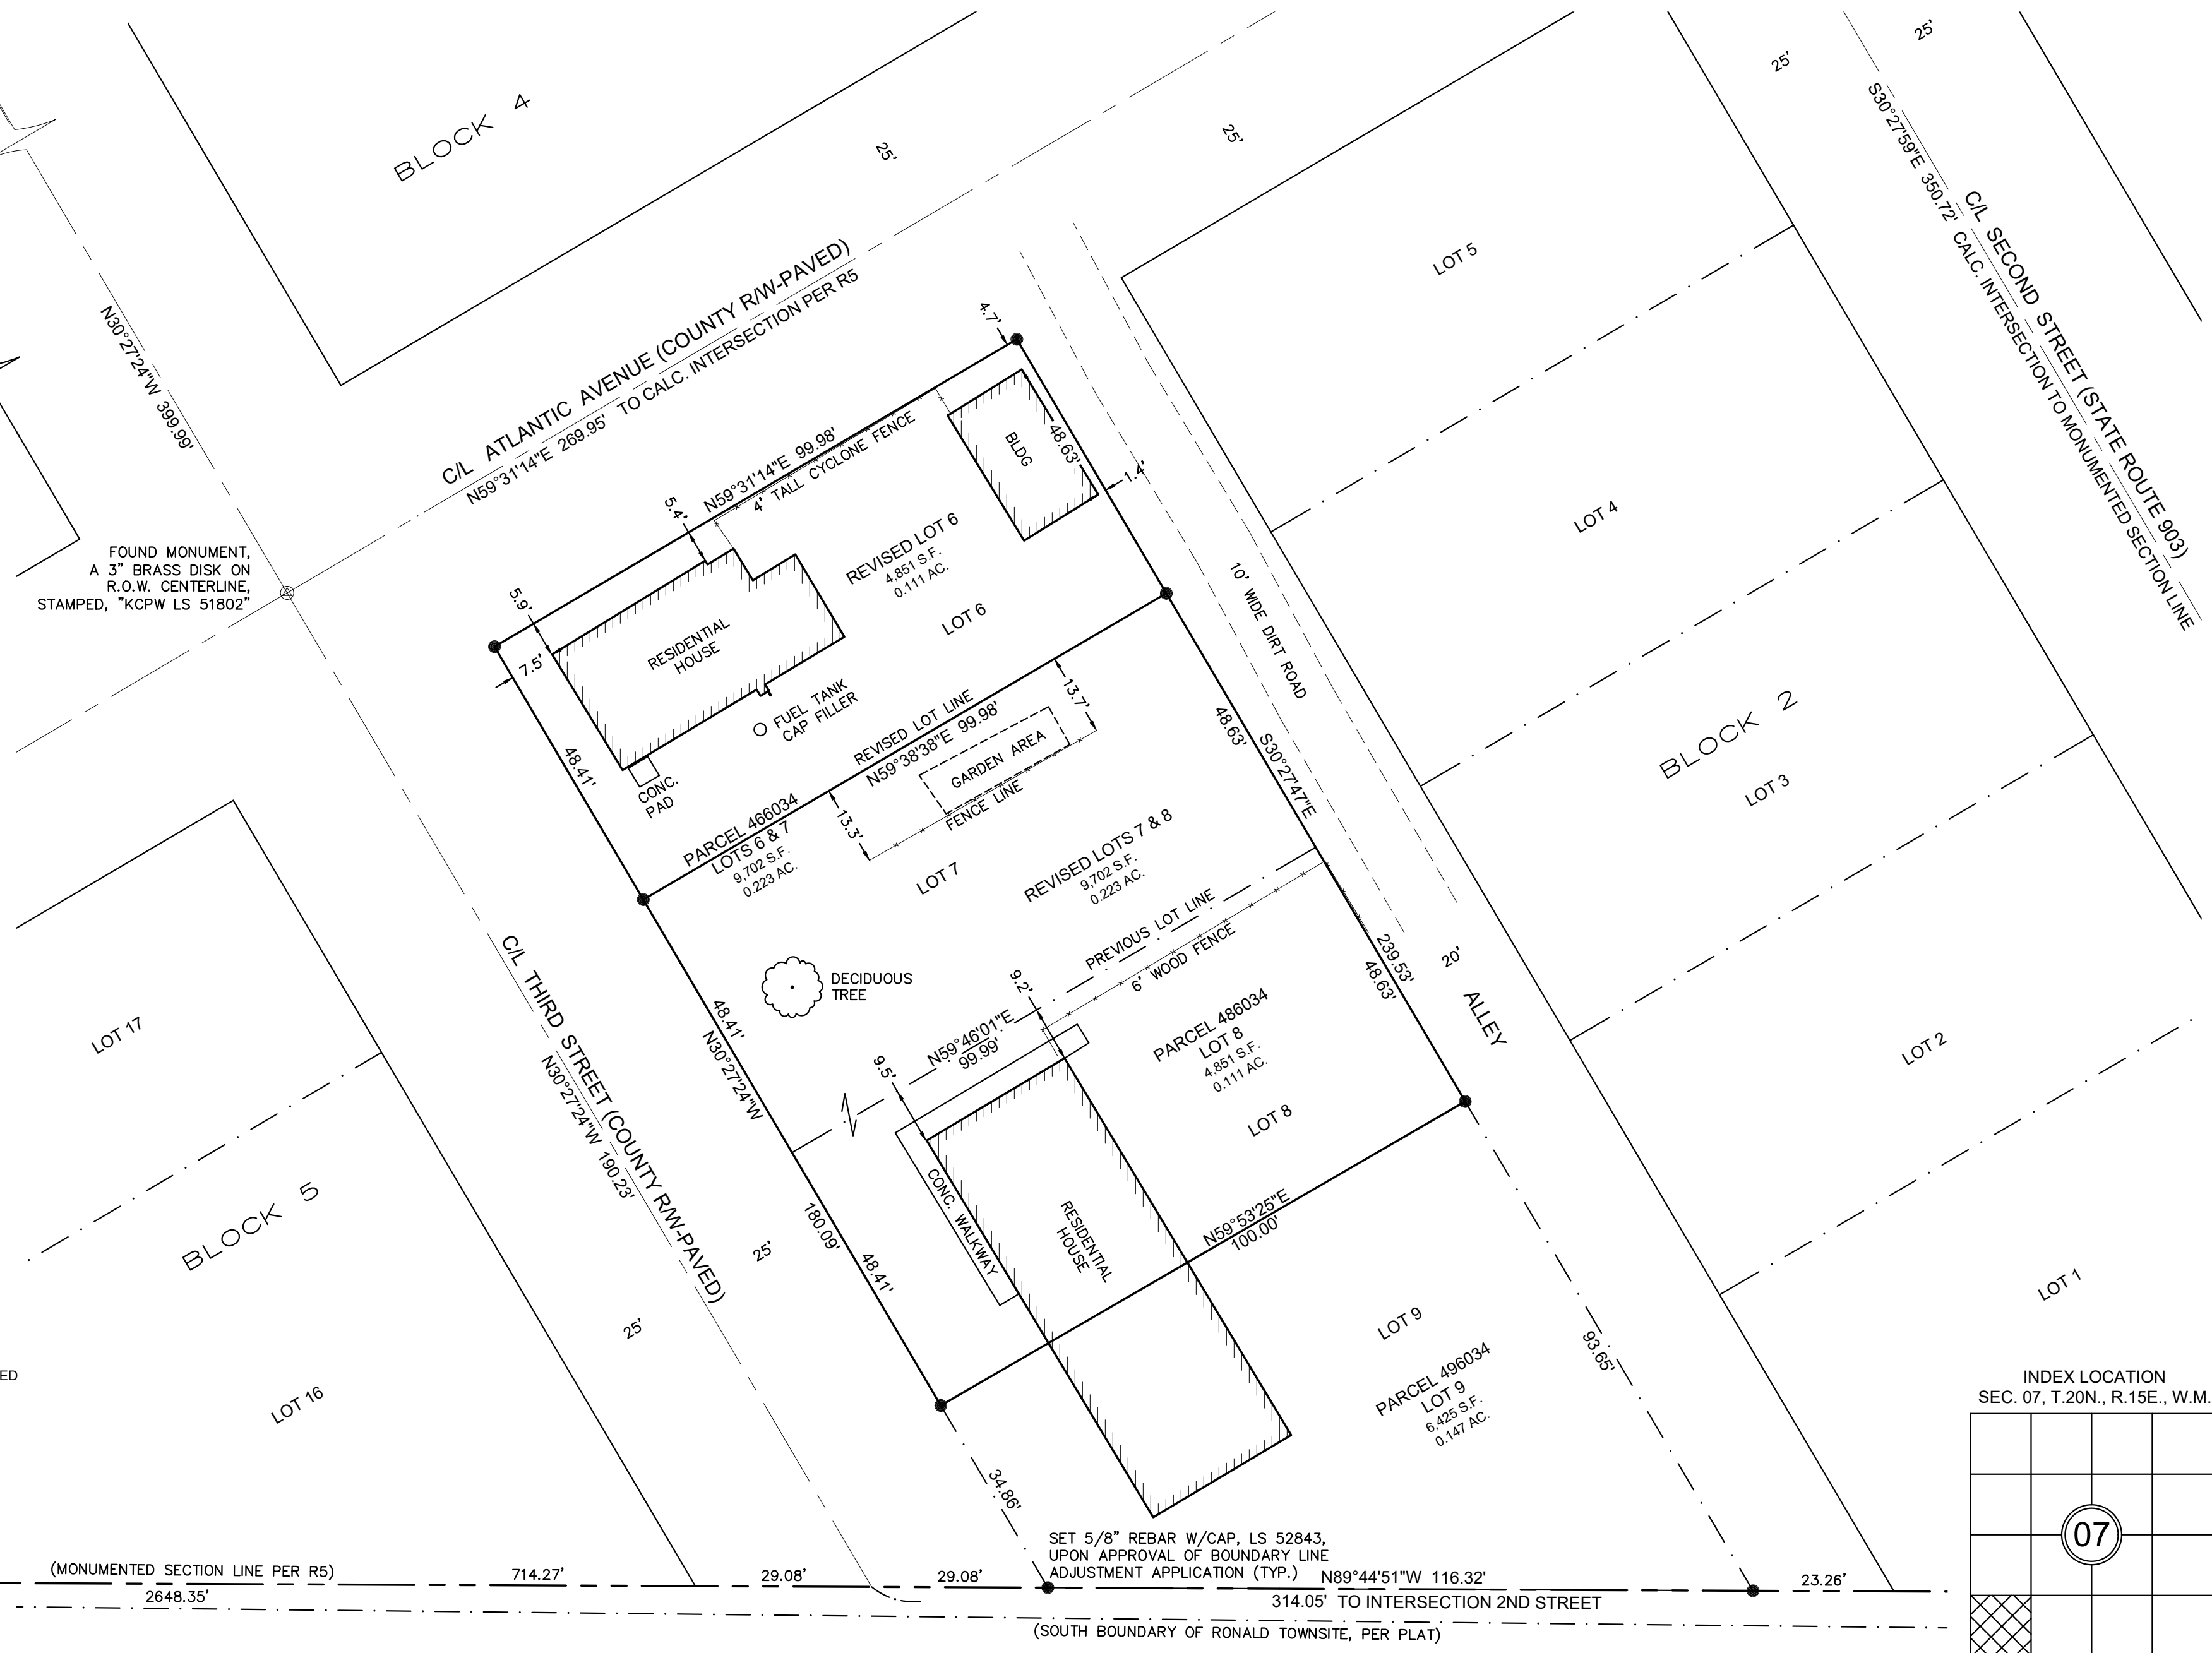 BLOCK 4
25'
25'
25'
25'
N30°27'24"W 399.99'
C/L ATLANTIC AVENUE (COUNTY R/W-PAVED)
N59°31'14"E 269.95' TO CALC. INTERSECTION PER R5
FOUND MONUMENT,
A 3" BRASS DISK ON
R.O.W. CENTERLINE,
STAMPED, "KCPW LS 51802"
C/L SECOND STREET (STATE ROUTE 903)
S30°27'59"E 350.72' CALC. INTERSECTION TO MONUMENTED SECTION LINE
LOT 5
LOT 4
BLOCK 2
LOT 3
LOT 2
LOT 1
4.7'
N59°31'14"E 99.98'
4' TALL CYCLONE FENCE
BLDG
48.63'
1.4'
5.4'
5.9'
7.5'
RESIDENTIAL
HOUSE
REVISED LOT 6
4,851 S.F.
0.111 AC.
LOT 6
FUEL TANK
CAP FILLER
CONC.
PAD
48.41'
REVISED LOT LINE
N59°38'38"E 99.98'
13.7'
13.3'
GARDEN AREA
FENCE LINE
PARCEL 466034
LOTS 6 & 7
9,702 S.F.
0.223 AC.
LOT 7
REVISED LOTS 7 & 8
9,702 S.F.
0.223 AC.
10' WIDE DIRT ROAD
48.63'
S30°27'47"E
239.53'
48.63'
20'
ALLEY
PREVIOUS LOT LINE
6' WOOD FENCE
9.2'
N59°46'01"E
99.99'
9.5'
DECIDUOUS
TREE
48.41'
N30°27'24"W
180.09'
48.41'
PARCEL 486034
LOT 8
4,851 S.F.
0.111 AC.
LOT 8
CONC. WALKWAY
RESIDENTIAL
HOUSE
N59°53'25"E
100.00'
C/L THIRD STREET (COUNTY R/W-PAVED)
N30°27'24"W 190.23'
25'
25'
LOT 17
BLOCK 5
LOT 16
ED
LOT 9
PARCEL 496034
LOT 9
6,425 S.F.
0.147 AC.
93.65'
34.86'
SET 5/8" REBAR W/CAP, LS 52843,
UPON APPROVAL OF BOUNDARY LINE
ADJUSTMENT APPLICATION (TYP.)
(MONUMENTED SECTION LINE PER R5)
714.27'
29.08'
29.08'
N89°44'51"W 116.32'
23.26'
2648.35'
314.05' TO INTERSECTION 2ND STREET
(SOUTH BOUNDARY OF RONALD TOWNSITE, PER PLAT)
INDEX LOCATION
SEC. 07, T.20N., R.15E., W.M.
07